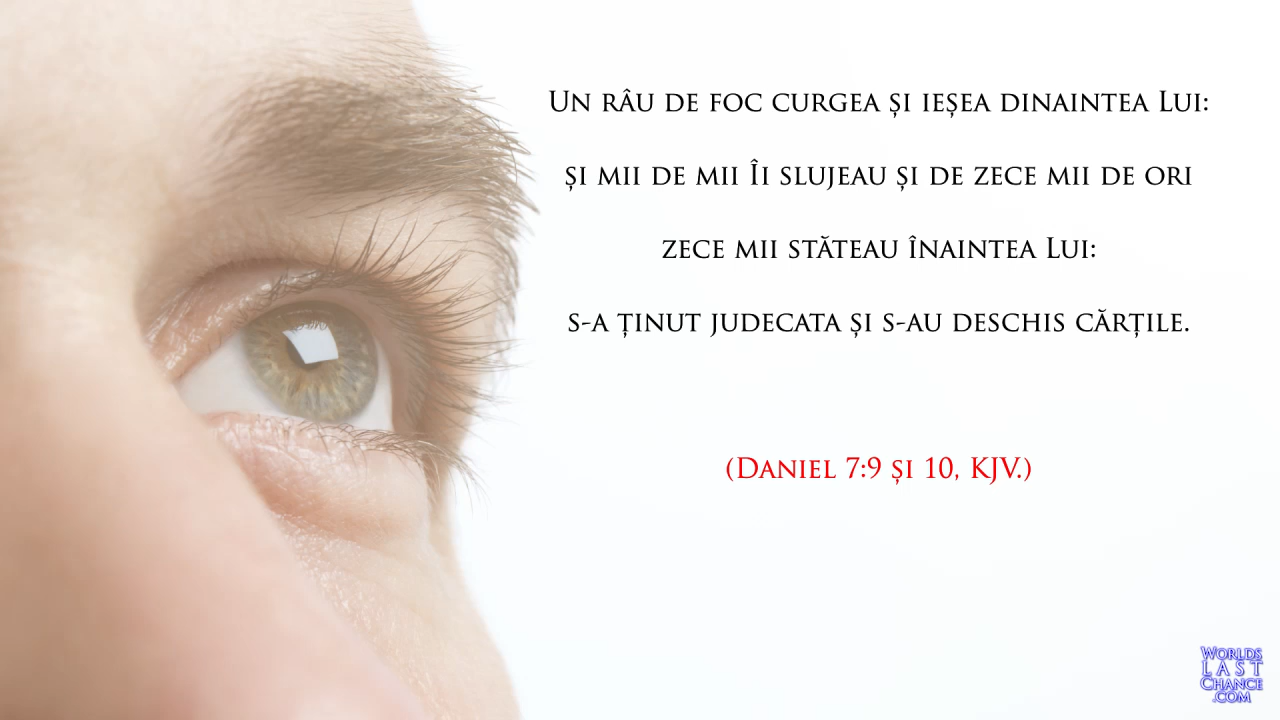 Un râu de foc curgea și ieșea dinaintea Lui:
și mii de mii Îi slujeau și de zece mii de ori
zece mii stăteau înaintea Lui:
s-a ținut judecata și s-au deschis cărțile.
(Daniel 7:9 și 10, KJV.)
Worlds
Last
Chance
.com